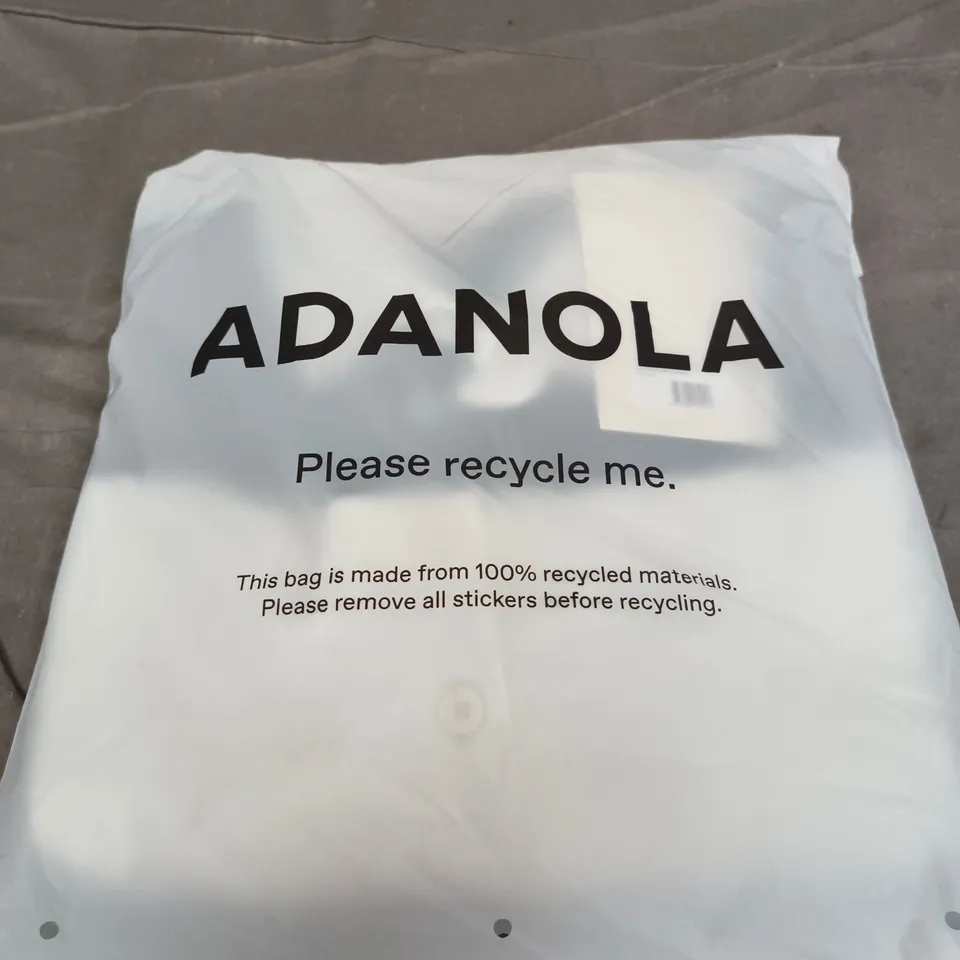 ADANOLA
Please recycle me.
This bag is made from 100% recycled materials.
Please remove all stickers before recycling.